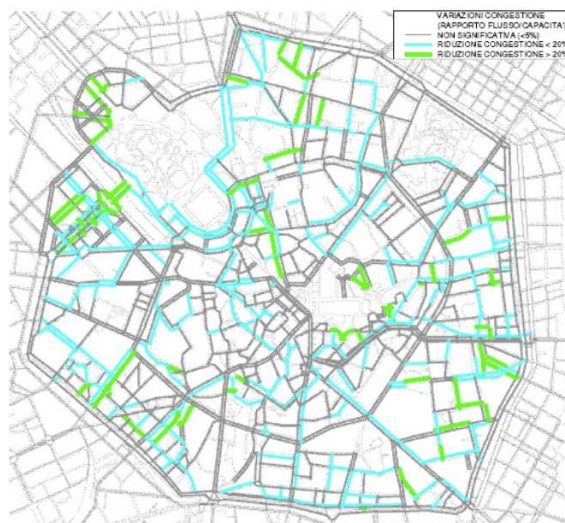 VARIAZIONI CONGESTIONE
(RAPPORTO FLUSSO/CAPACITA')
NON SIGNIFICATIVA (<5%)
RIDUZIONE CONGESTIONE < 20%
RIDUZIONE CONGESTIONE > 20%